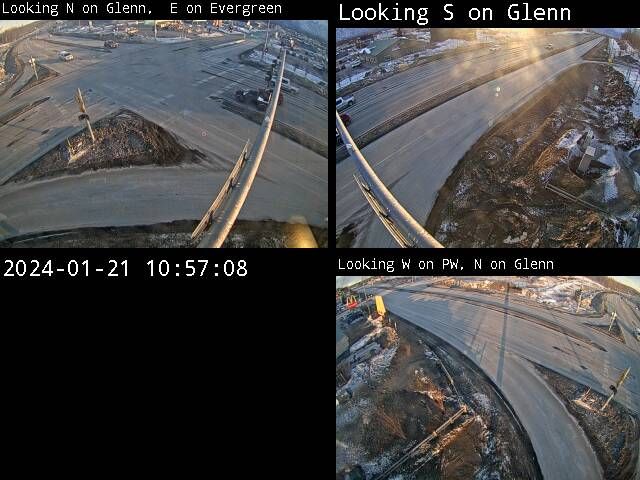 Looking N on Glenn, E on Evergreen
Looking S on Glenn
2024-01-21 10:57:08
Looking W on PW, N on Glenn